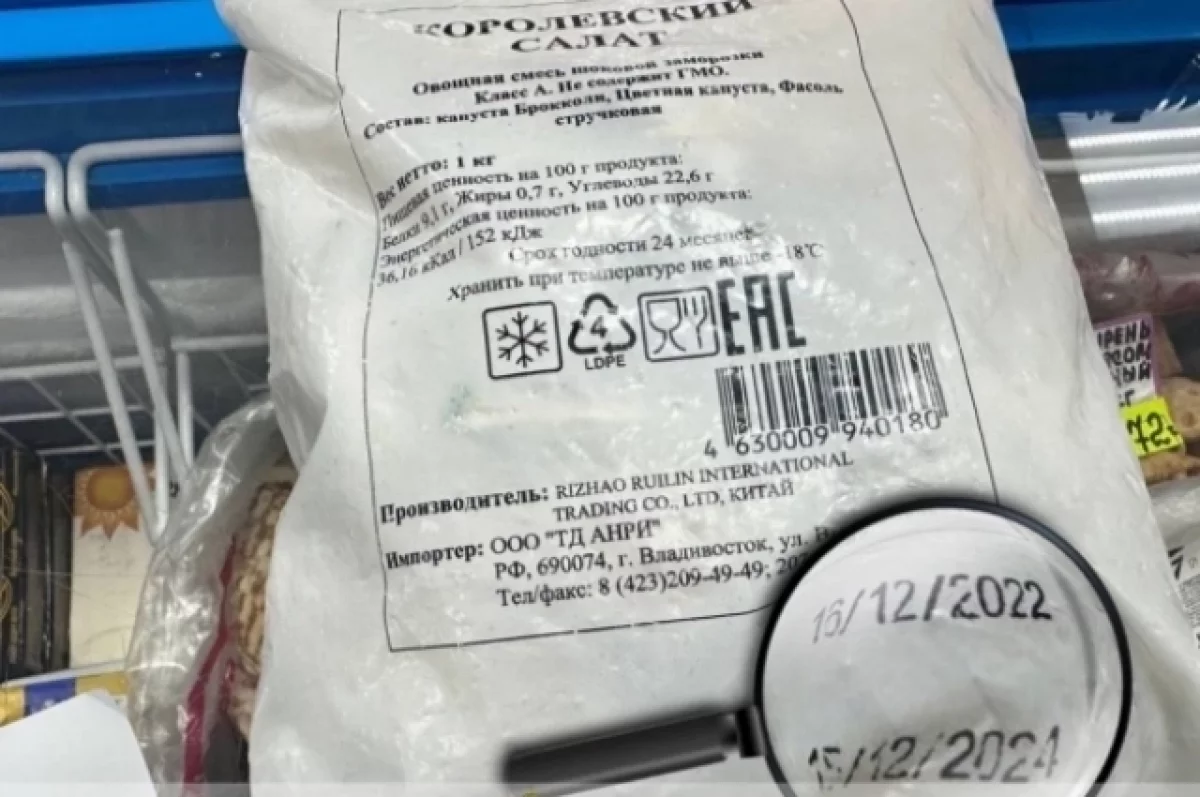 КОРОЛЕВСКИЙ
САЛАТ
Овощная смесь шоковой заморозки
Класс А. Не содержит ГМО.
Состав: капуста Брокколи, Цветная капуста, Фасоль
стручковая
Вес нетто: 1 кг
Пищевая ценность на 100 г продукта:
Белки 9,1 г, Жиры 0,7 г, Углеводы 22,6 г
Энергетическая ценность на 100 г продукта:
36,16 кКал / 152 кДж
Срок годности 24 месяцев
Хранить при температуре не выше -18°С
4
LDPE
EAC
4 630009 940180
Производитель: RIZHAO RUILIN INTERNATIONAL
TRADING CO., LTD, КИТАЙ
Импортер: ООО "ТД АНРИ"
РФ, 690074, г. Владивосток, ул.
Тел/факс: 8 (423)209-49-49;
16/12/2022
15/12/2024
72